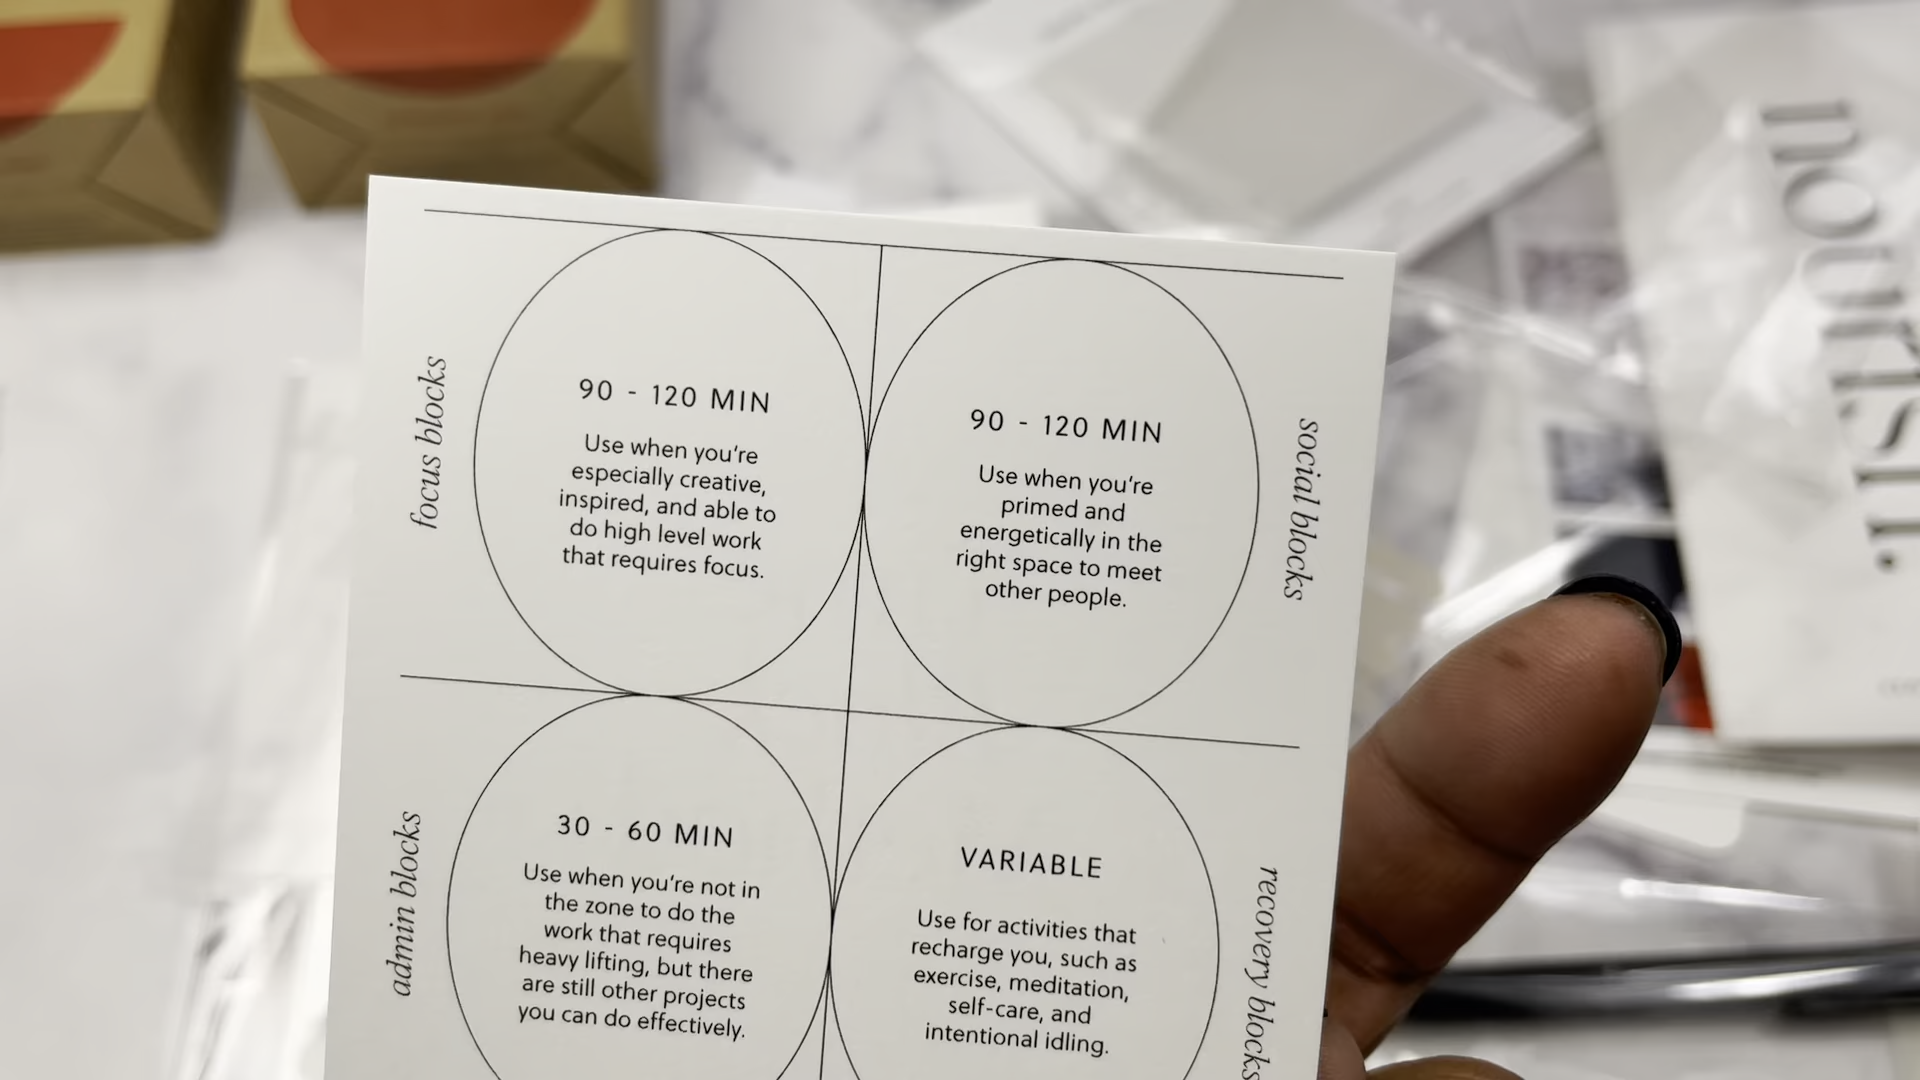 focus blocks
90 - 120 MIN
Use when you're
especially creative,
inspired, and able to
do high level work
that requires focus.
90 - 120 MIN
Use when you're
primed and
energetically in the
right space to meet
other people.
social blocks
admin blocks
30 - 60 MIN
Use when you're not in
the zone to do the
work that requires
heavy lifting, but there
are still other projects
you can do effectively.
VARIABLE
Use for activities that
recharge you, such as
exercise, meditation,
self-care, and
intentional idling.
recovery blocks